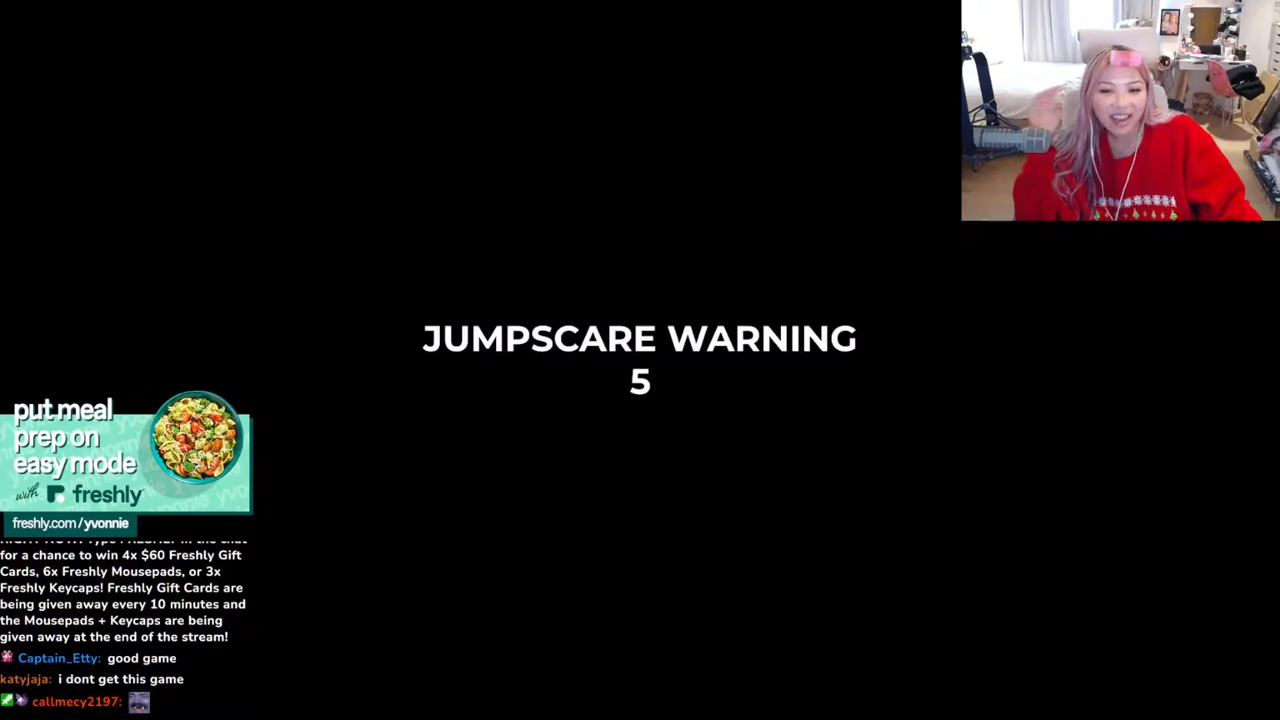 JUMPSCARE WARNING
5
put meal
prep on
easy mode
with freshly
freshly.com/yvonnie
for a chance to win 4x $60 Freshly Gift
Cards, 6x Freshly Mousepads, or 3x
Freshly Keycaps! Freshly Gift Cards are
being given away every 10 minutes and
the Mousepads + Keycaps are being
given away at the end of the stream!
Captain_Etty: good game
katyjaja: i dont get this game
callmecy2197: